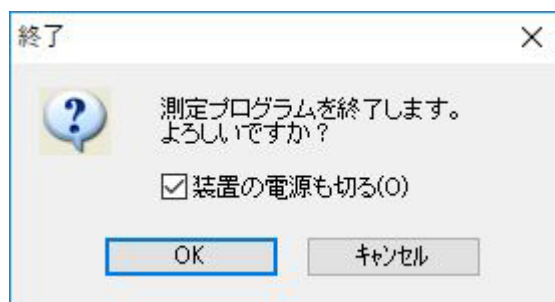 終了
測定プログラムを終了します。
よろしいですか？
装置の電源も切る(O)
OK
ｷｬﾝｾﾙ